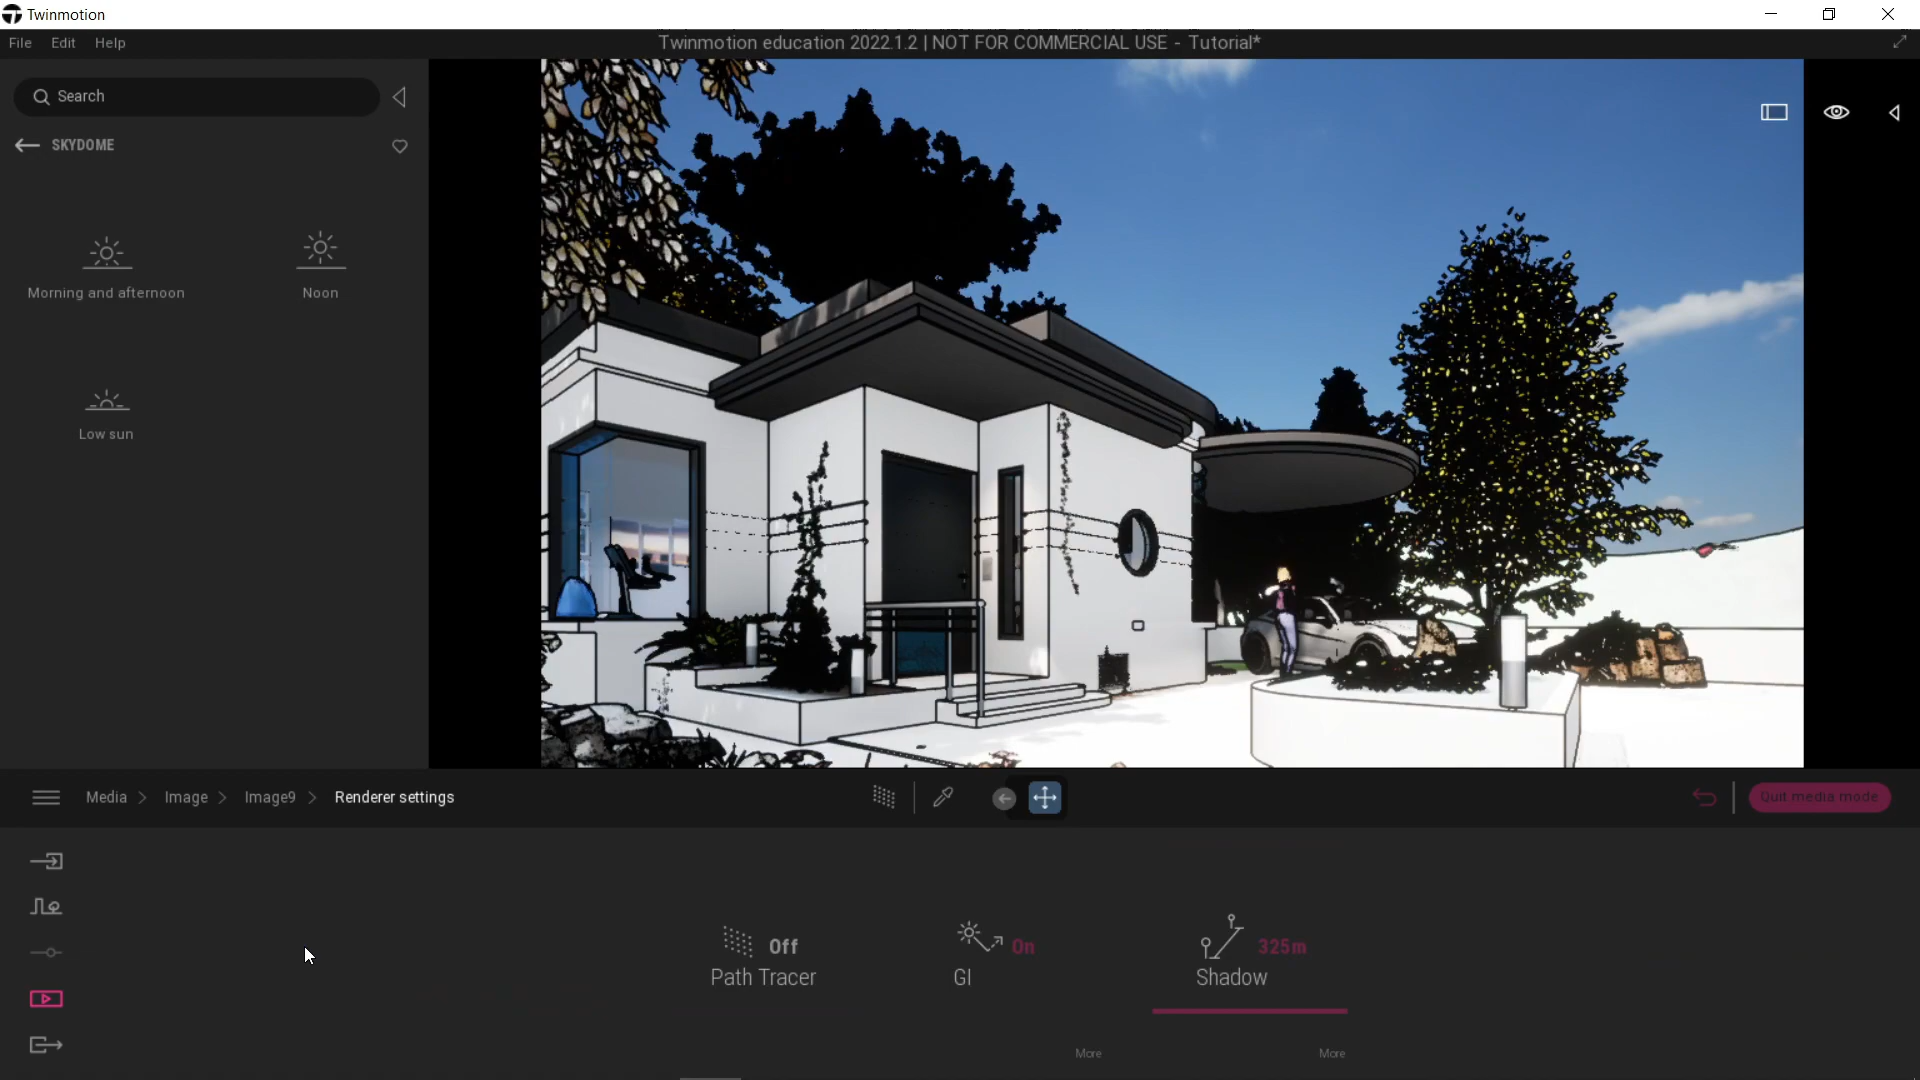 Twinmotion
File Edit Help
Twinmotion education 2022.1.2 | NOT FOR COMMERCIAL USE - Tutorial*
Search
SKYDOME
Morning and afternoon
Noon
Low sun
Media > Image > Image9 > Renderer settings
Quit media mode
Off
Path Tracer
On
GI
325m
Shadow
More
More